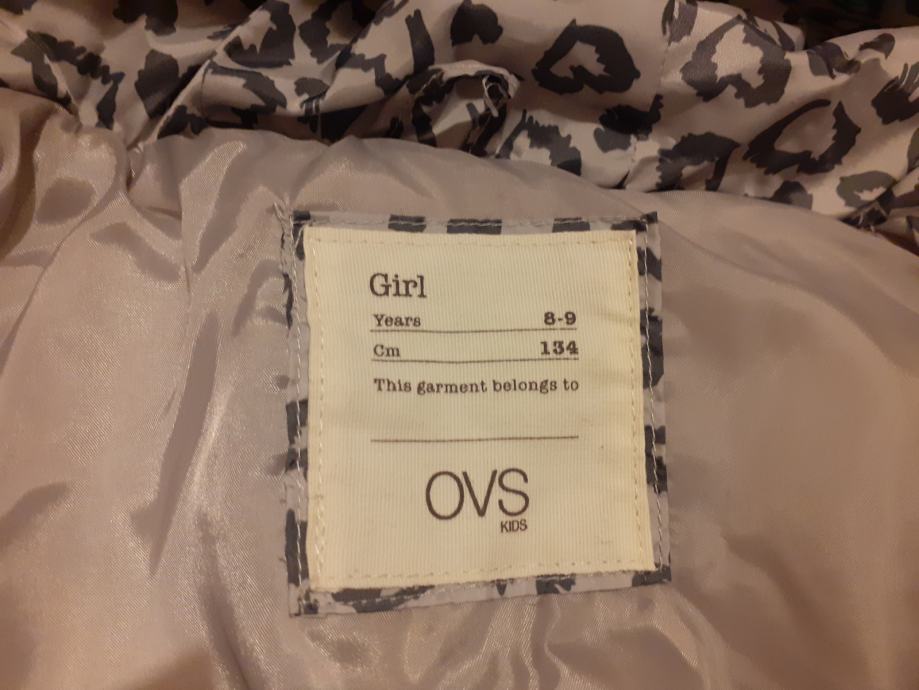 Girl
Years 8-9
Cm 134
This garment belongs to
OVS
KIDS